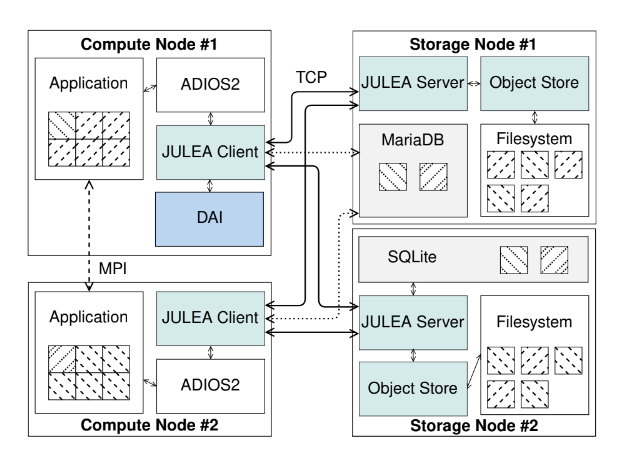 Compute Node #1
Application
ADIOS2
JULEA Client
DAI
TCP
Storage Node #1
JULEA Server
Object Store
MariaDB
Filesystem
MPI
Application
JULEA Client
ADIOS2
Compute Node #2
SQLite
JULEA Server
Filesystem
Object Store
Storage Node #2